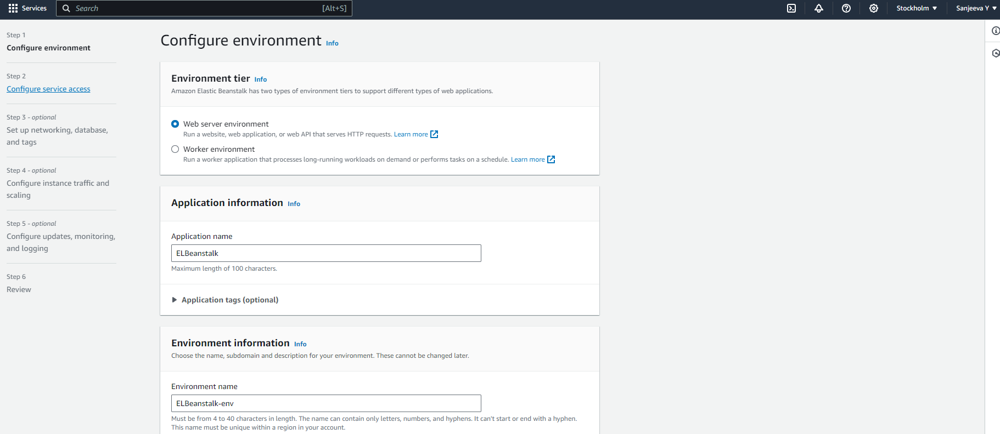 Services
Search [Alt+S]
Stockholm ▼
Sanjeeva Y ▼
Step 1
Configure environment
Step 2
Configure service access
Step 3 - optional
Set up networking, database,
and tags
Step 4 - optional
Configure instance traffic and
scaling
Step 5 - optional
Configure updates, monitoring,
and logging
Step 6
Review
Configure environment Info
Environment tier Info
Amazon Elastic Beanstalk has two types of environment tiers to support different types of web applications.
Web server environment
Run a website, web application, or web API that serves HTTP requests. Learn more
Worker environment
Run a worker application that processes long-running workloads on demand or performs tasks on a schedule. Learn more
Application information Info
Application name
ELBeanstalk
Maximum length of 100 characters.
Application tags (optional)
Environment information Info
Choose the name, subdomain and description for your environment. These cannot be changed later.
Environment name
ELBeanstalk-env
Must be from 4 to 40 characters in length. The name can contain only letters, numbers, and hyphens. It can't start or end with a hyphen.
This name must be unique within a region in your account.